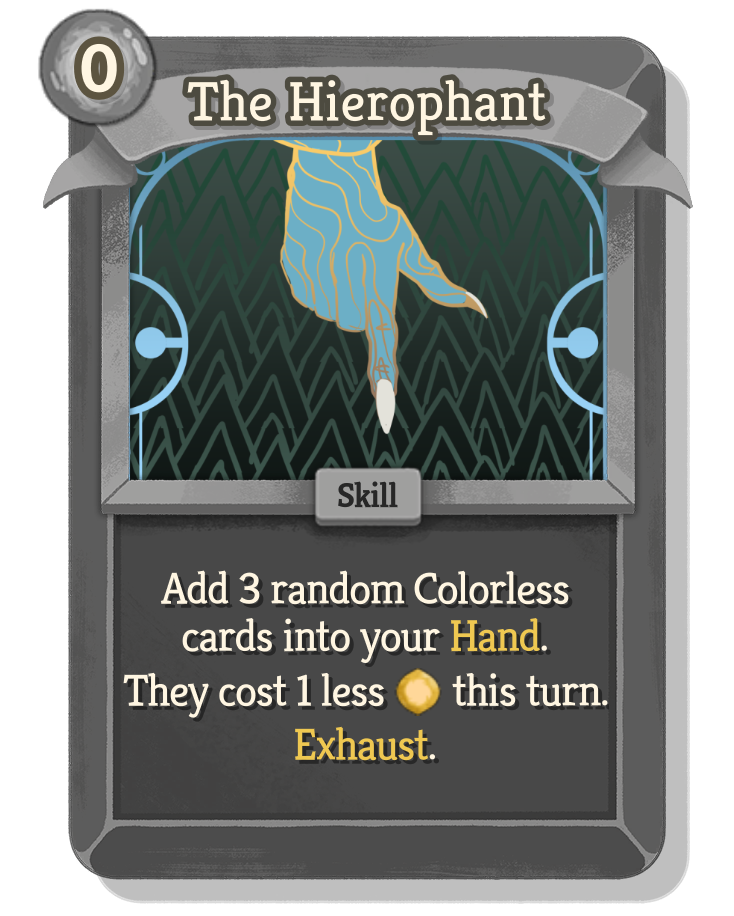 0
The Hierophant
Skill
Add 3 random Colorless
cards into your Hand.
They cost 1 less this turn.
Exhaust.